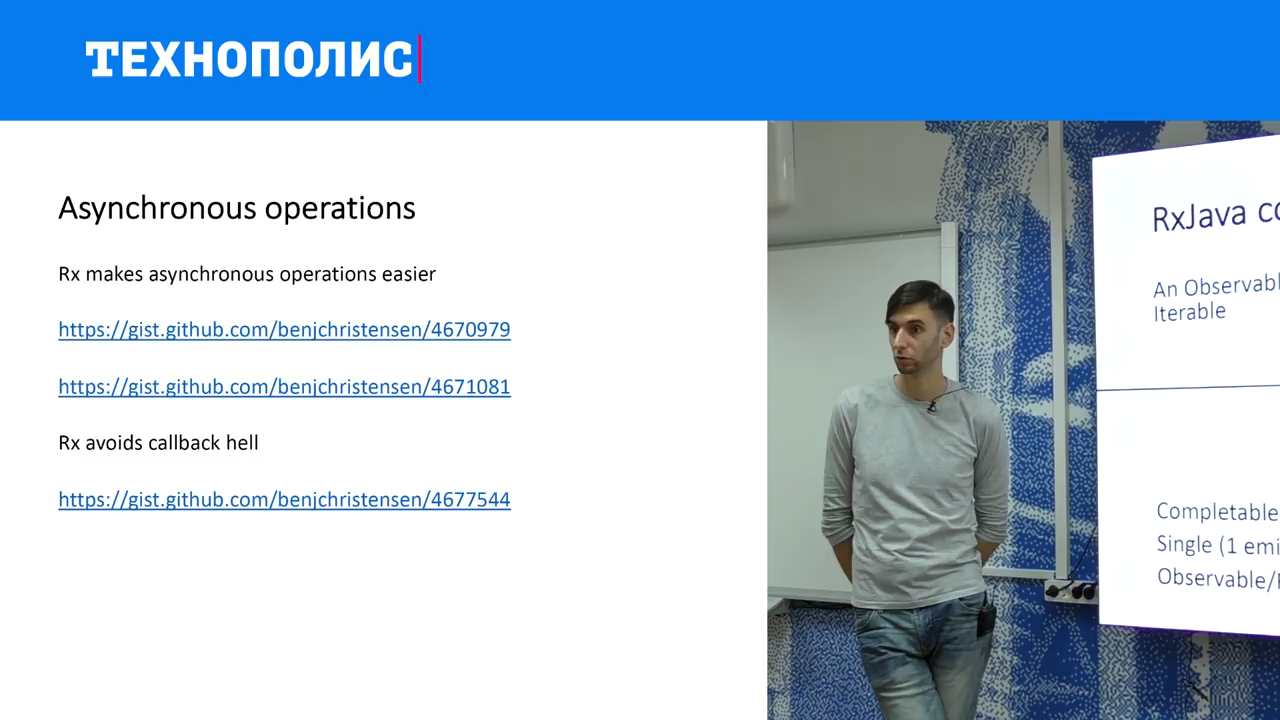 ТЕХНОПОЛИС
Asynchronous operations
Rx makes asynchronous operations easier
https://gist.github.com/benjchristensen/4670979
https://gist.github.com/benjchristensen/4671081
Rx avoids callback hell
https://gist.github.com/benjchristensen/4677544
RxJava
An
Iterable
Completable
Single (1